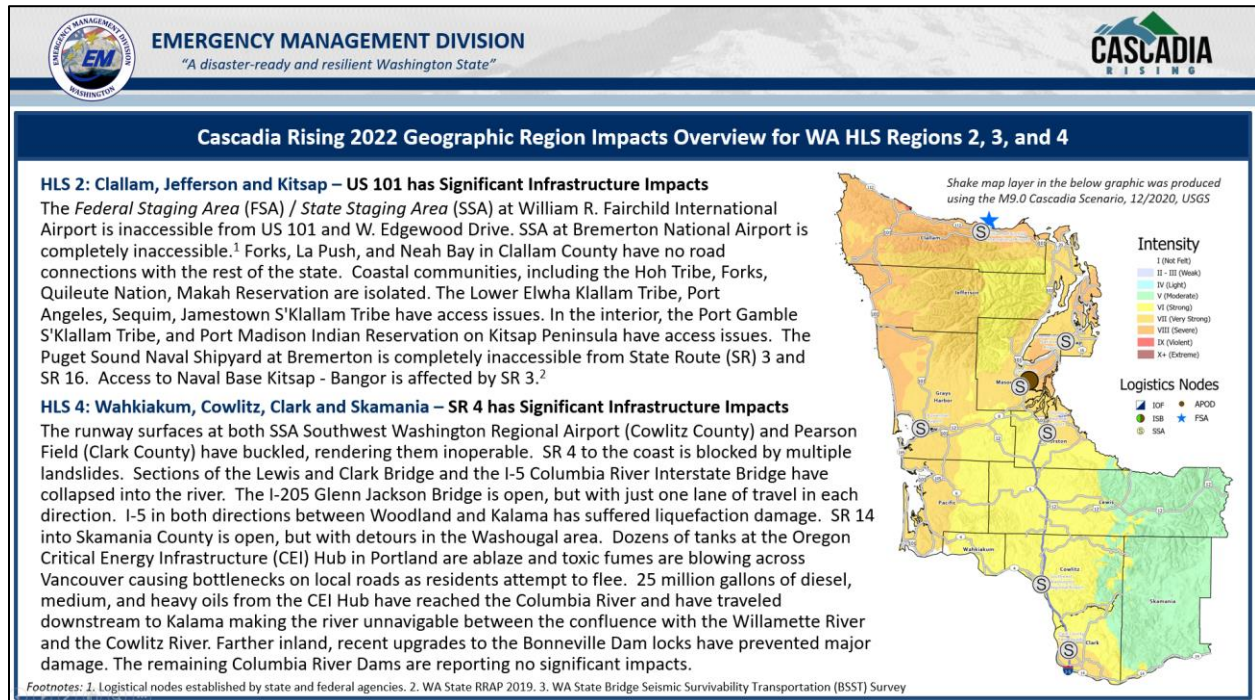 EMERGENCY MANAGEMENT DIVISION
"A disaster-ready and resilient Washington State"
EMERGENCY MANAGEMENT DIVISION
EM
WASHINGTON
CASCADIA
RISING
Cascadia Rising 2022 Geographic Region Impacts Overview for WA HLS Regions 2, 3, and 4
HLS 2: Clallam, Jefferson and Kitsap – US 101 has Significant Infrastructure Impacts
The Federal Staging Area (FSA) / State Staging Area (SSA) at William R. Fairchild International
Airport is inaccessible from US 101 and W. Edgewood Drive. SSA at Bremerton National Airport is
completely inaccessible.1 Forks, La Push, and Neah Bay in Clallam County have no road
connections with the rest of the state. Coastal communities, including the Hoh Tribe, Forks,
Quileute Nation, Makah Reservation are isolated. The Lower Elwha Klallam Tribe, Port
Angeles, Sequim, Jamestown S'Klallam Tribe have access issues. In the interior, the Port Gamble
S'Klallam Tribe, and Port Madison Indian Reservation on Kitsap Peninsula have access issues. The
Puget Sound Naval Shipyard at Bremerton is completely inaccessible from State Route (SR) 3 and
SR 16. Access to Naval Base Kitsap - Bangor is affected by SR 3.2
HLS 4: Wahkiakum, Cowlitz, Clark and Skamania – SR 4 has Significant Infrastructure Impacts
The runway surfaces at both SSA Southwest Washington Regional Airport (Cowlitz County) and Pearson
Field (Clark County) have buckled, rendering them inoperable. SR 4 to the coast is blocked by multiple
landslides. Sections of the Lewis and Clark Bridge and the I-5 Columbia River Interstate Bridge have
collapsed into the river. The I-205 Glenn Jackson Bridge is open, but with just one lane of travel in each
direction. I-5 in both directions between Woodland and Kalama has suffered liquefaction damage. SR 14
into Skamania County is open, but with detours in the Washougal area. Dozens of tanks at the Oregon
Critical Energy Infrastructure (CEI) Hub in Portland are ablaze and toxic fumes are blowing across
Vancouver causing bottlenecks on local roads as residents attempt to flee. 25 million gallons of diesel,
medium, and heavy oils from the CEI Hub have reached the Columbia River and have traveled
downstream to Kalama making the river unnavigable between the confluence with the Willamette River
and the Cowlitz River. Farther inland, recent upgrades to the Bonneville Dam locks have prevented major
damage. The remaining Columbia River Dams are reporting no significant impacts.
Footnotes: 1. Logistical nodes established by state and federal agencies. 2. WA State RRAP 2019. 3. WA State Bridge Seismic Survivability Transportation (BSST) Survey
Shake map layer in the below graphic was produced
using the M9.0 Cascadia Scenario, 12/2020, USGS
Intensity
I (Not Felt)
II - III (Weak)
IV (Light)
V (Moderate)
VI (Strong)
VII (Very Strong)
VIII (Severe)
IX (Violent)
X+ (Extreme)
Logistics Nodes
IOF
APOD
ISB
FSA
SSA
Clallam
Jefferson
Grays
Harbor
Pacific
Lewis
Wahkiakum
Cowlitz
Skamania
Clark
S
S
S
S
S
S
S